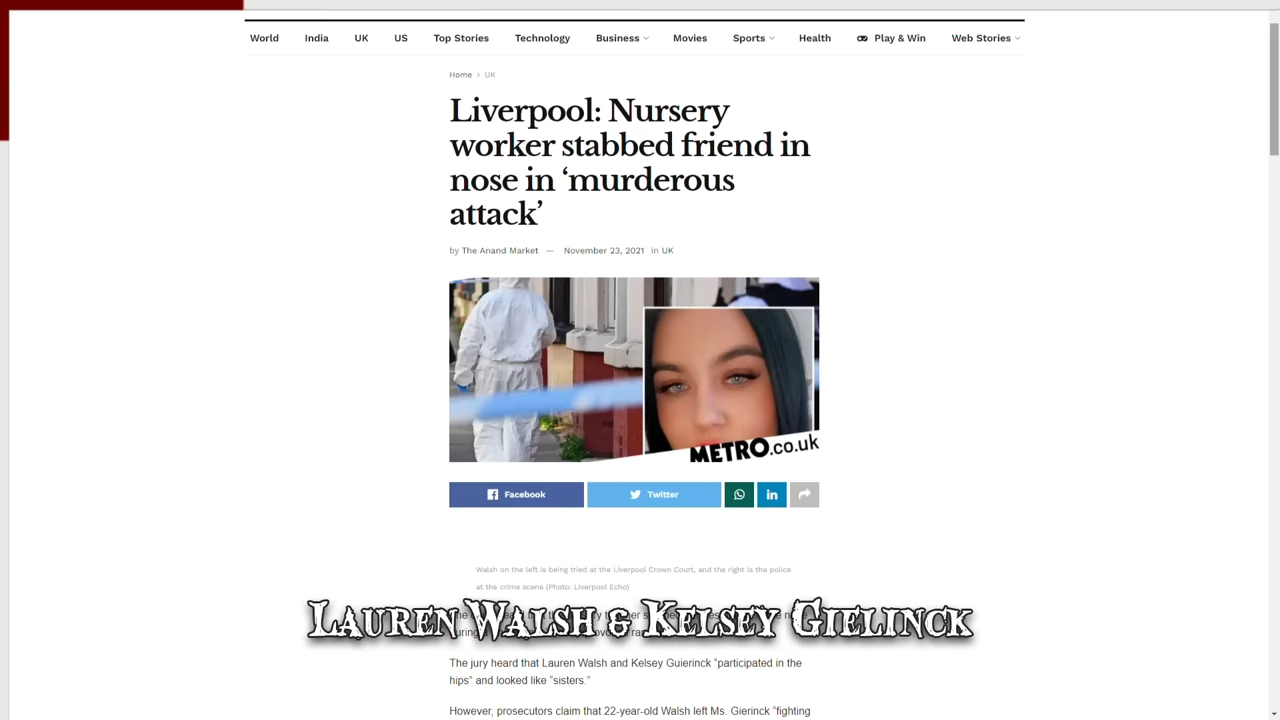 World India UK US Top Stories Technology Business Movies Sports Health Play & Win Web Stories
Home > UK
Liverpool: Nursery
worker stabbed friend in
nose in ‘murderous
attack’
by The Anand Market — November 23, 2021 in UK
METRO.co.uk
Facebook Twitter
Walsh on the left is being tried at the Liverpool Crown Court, and the right is the police
at the crime scene (Photo: Liverpool Echo)
LAUREN WALSH & KELSEY GIELINCK
The jury heard that Lauren Walsh and Kelsey Guierinck “participated in the
hips” and looked like “sisters.”
However, prosecutors claim that 22-year-old Walsh left Ms. Gierinck “fighting